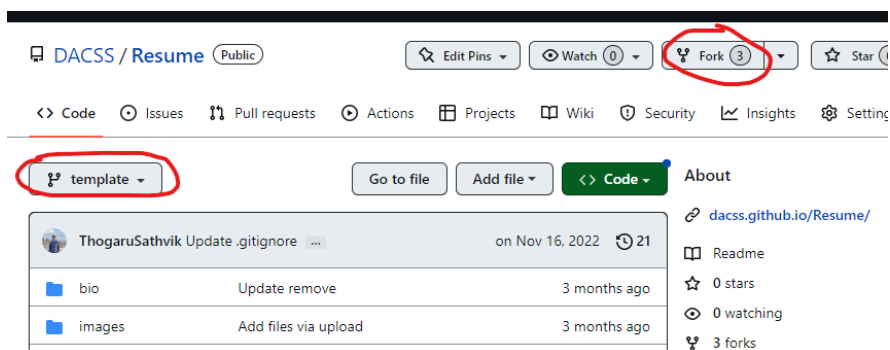 DACSS / Resume Public Edit Pins Watch 0 Fork 3 Star
Code Issues Pull requests Actions Projects Wiki Security Insights
template Go to file Add file Code About
dacss.github.io/Resume/
ThogaruSathvik Update .gitignore ... on Nov 16, 2022 21
Readme
bio Update remove 3 months ago 0 stars
0 watching
images Add files via upload 3 months ago
3 forks